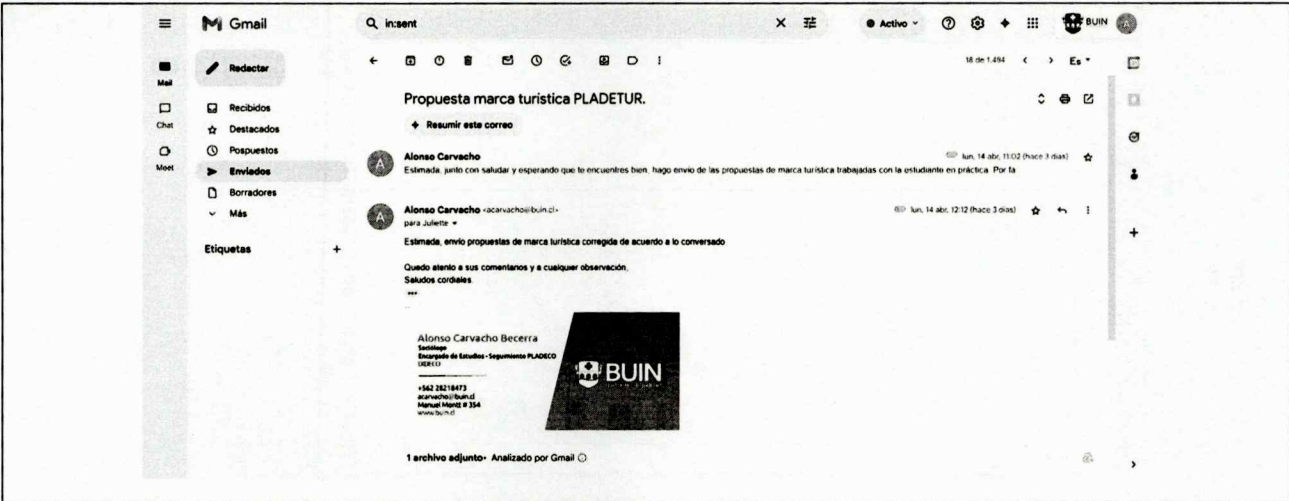 Gmail
in:sent
Activo
BUIN
A
Mail
Chat
Meet
Redactar
Recibidos
Destacados
Pospuestos
Enviados
Borradores
Más
Etiquetas
18 de 1.494
Es
Propuesta marca turística PLADETUR.
Resumir este correo
A
Alonso Carvacho
lun, 14 abr, 11:02 (hace 3 días)
Estimada, junto con saludar y esperando que te encuentres bien, hago envio de las propuestas de marca turística trabajadas con la estudiante en práctica. Por fa
A
Alonso Carvacho <acarvacho@buin.cl>
lun, 14 abr, 12:12 (hace 3 días)
para Juliette
Estimada, envío propuestas de marca turística corregida de acuerdo a lo conversado
Quedo atento a sus comentarios y a cualquier observación,
Saludos cordiales.
Alonso Carvacho Becerra
Sociólogo
Encargado de Estudios - Seguimiento PLADECO
DIDECO
+562 28218473
acarvacho@buin.cl
Manuel Montt # 354
www.buin.cl
BUIN
1 archivo adjunto• Analizado por Gmail